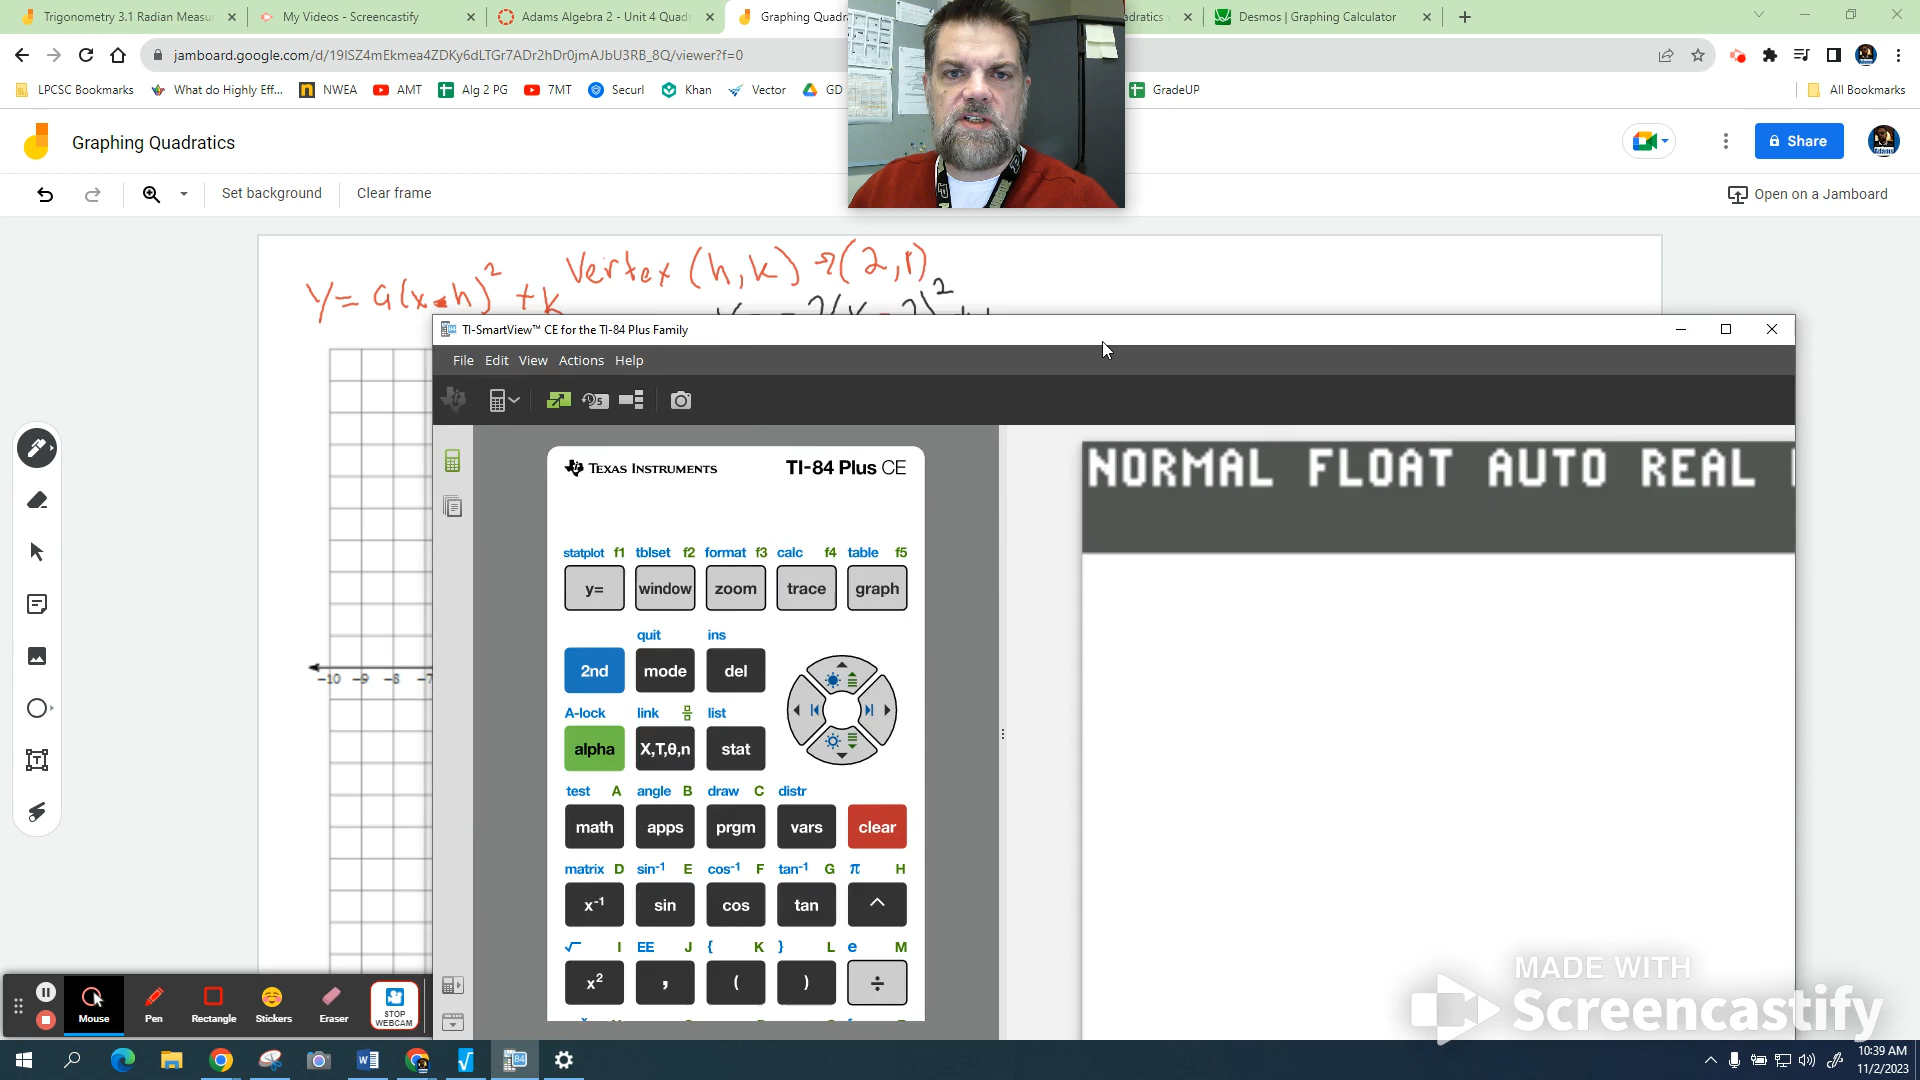 Trigonometry 3.1 Radian Measu
My Videos - Screencastify
Adams Algebra 2 - Unit 4 Quad
Graphing Quadr
dratics
Desmos | Graphing Calculator
jamboard.google.com/d/19ISZ4mEkmea4ZDKy6dLTGr7ADr2hDr0jmAJbU3RB_8Q/viewer?f=0
LPCSC Bookmarks
What do Highly Eff...
NWEA
AMT
Alg 2 PG
7MT
Securl
Khan
Vector
GD
GradeUP
All Bookmarks
Graphing Quadratics
Share
Set background
Clear frame
Open on a Jamboard
Vertex (h,k) → (2,1)
y = a(x-h)² + k
TI-SmartView™ CE for the TI-84 Plus Family
File Edit View Actions Help
TEXAS INSTRUMENTS TI-84 Plus CE
NORMAL FLOAT AUTO REAL
statplot f1 tblset f2 format f3 calc f4 table f5
y= window zoom trace graph
quit ins
2nd mode del
A-lock link list
alpha X,T,θ,n stat
test A angle B draw C distr
math apps prgm vars clear
matrix D sin⁻¹ E cos⁻¹ F tan⁻¹ G π H
x⁻¹ sin cos tan ^
√ I EE J { K } L e M
x² , ( ) ÷
-10 -9 -8 -7
Mouse
Pen
Rectangle
Stickers
Eraser
STOP
WEBCAM
MADE WITH
Screencastify
10:39 AM
11/2/2023